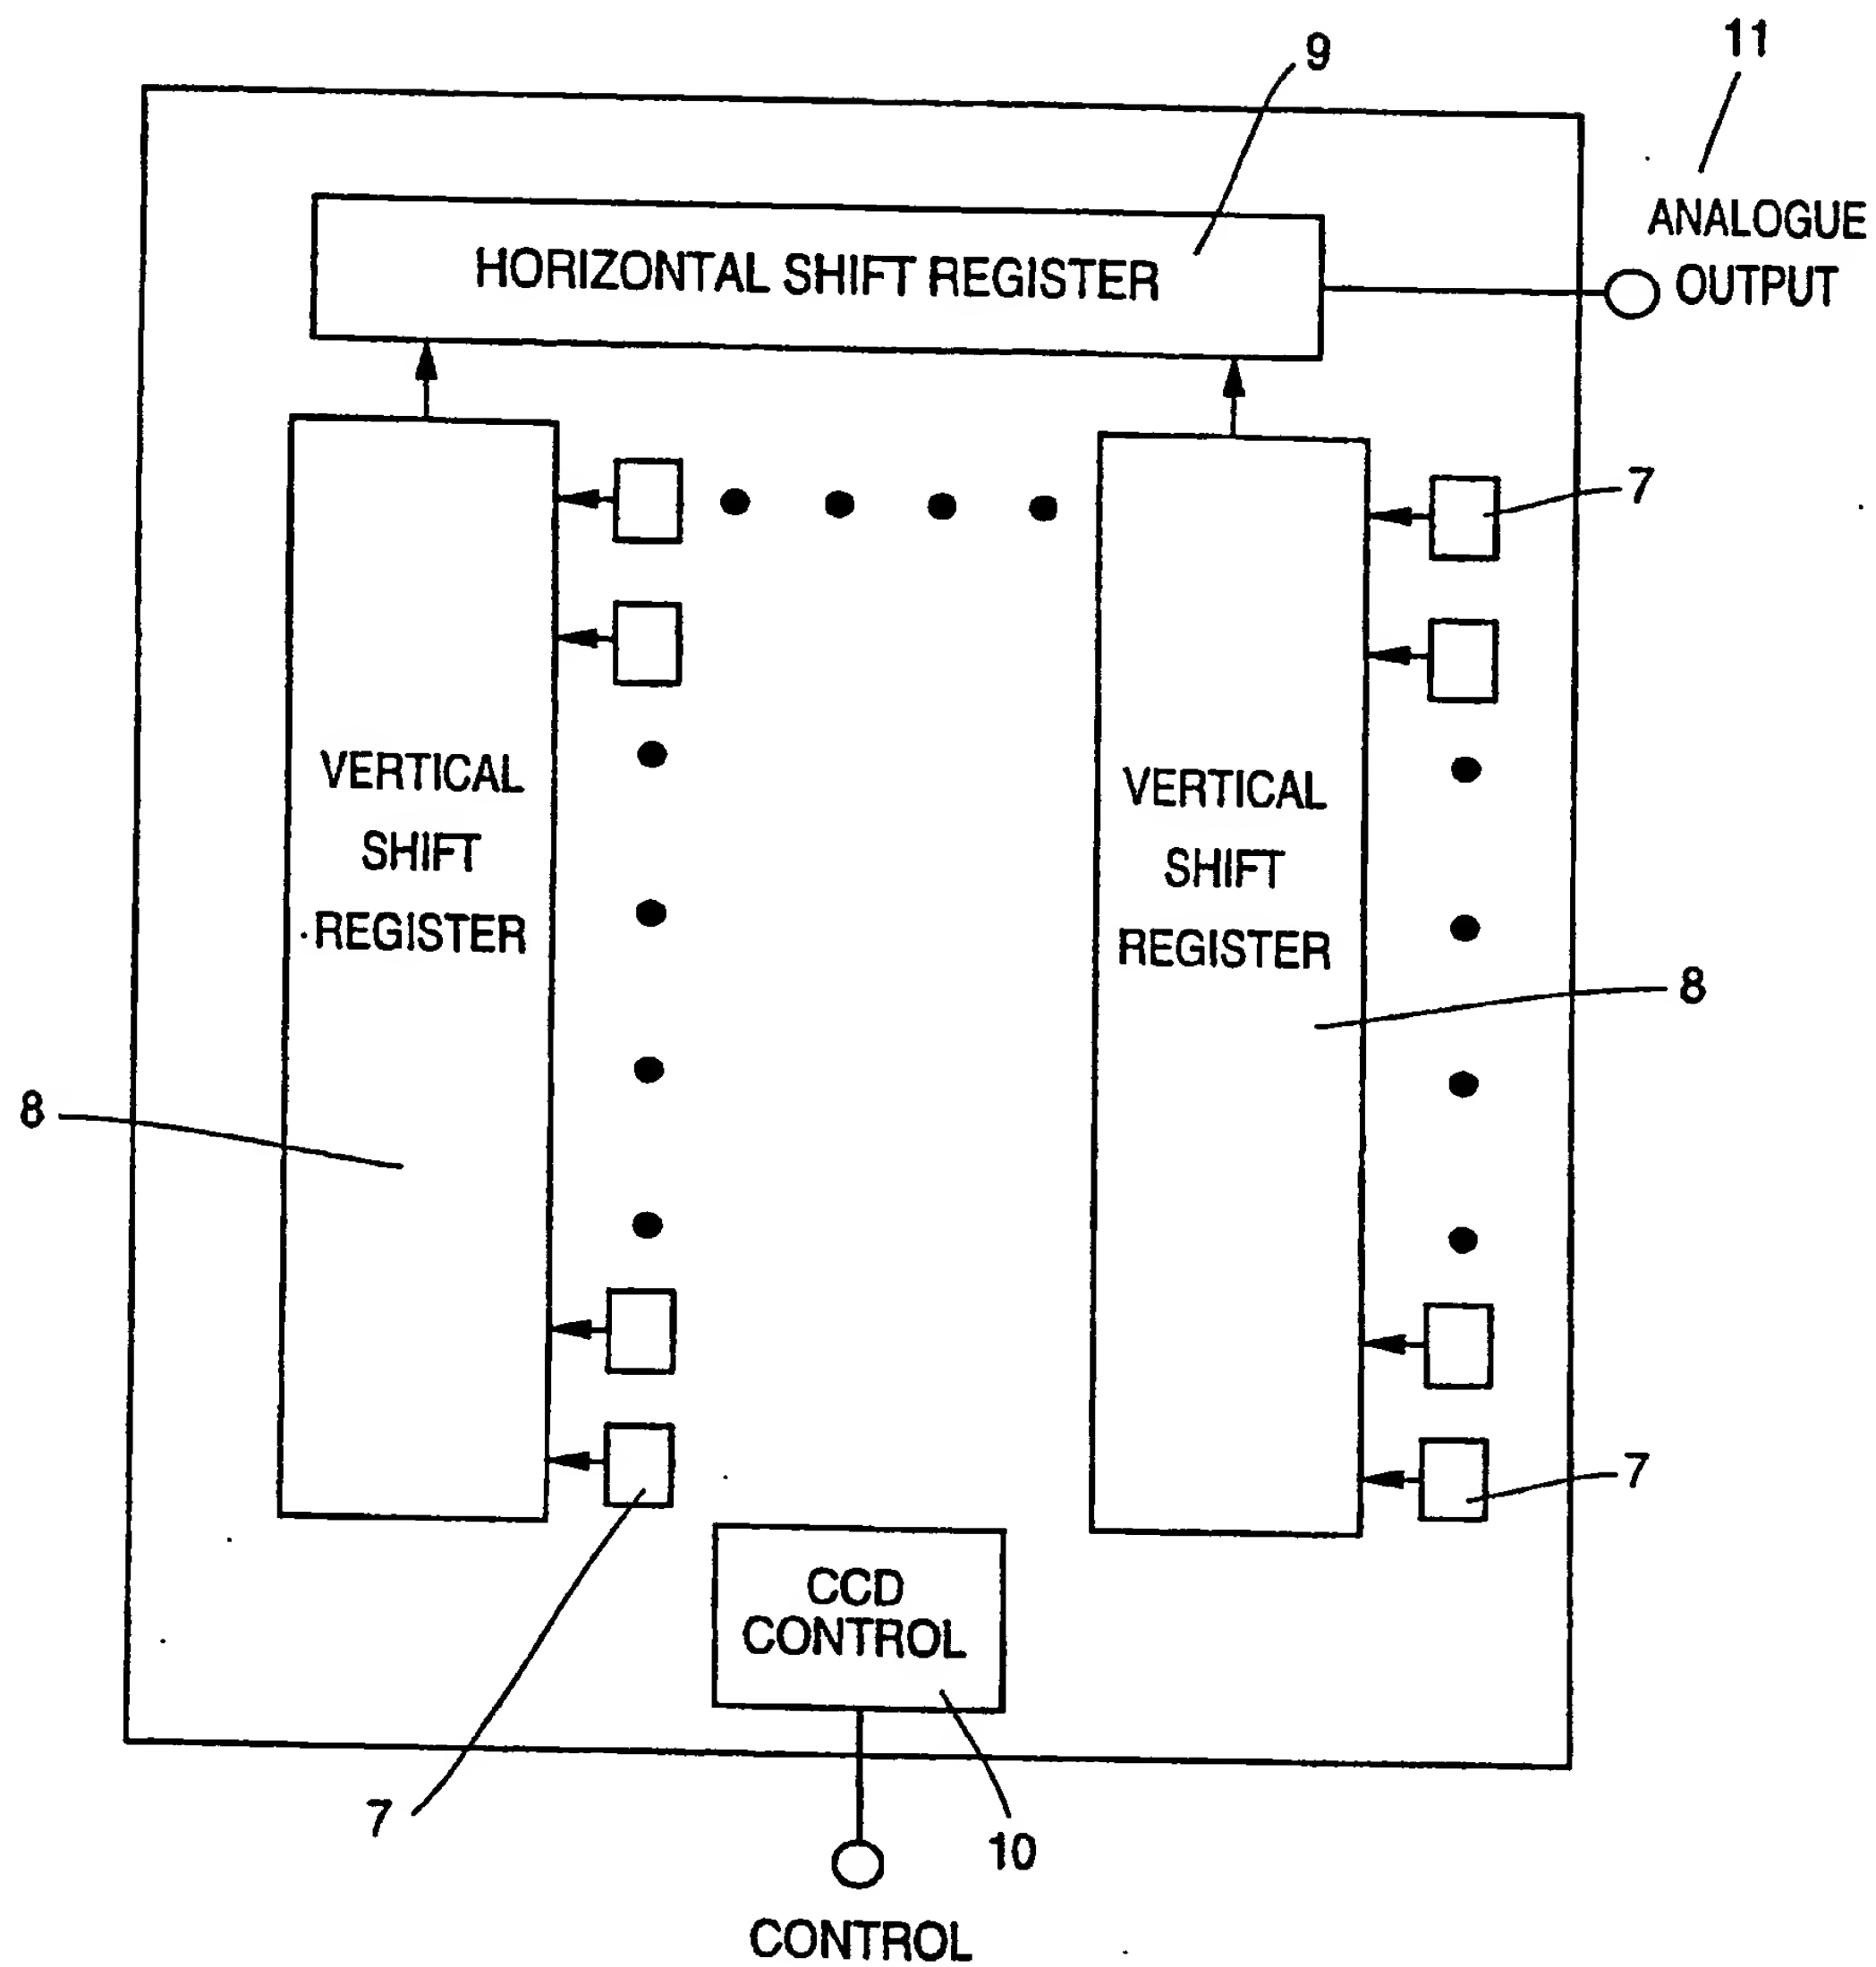 11
9
ANALOGUE
OUTPUT
HORIZONTAL SHIFT REGISTER
7
VERTICAL
SHIFT
REGISTER
VERTICAL
SHIFT
REGISTER
8
8
7
CCD
CONTROL
7
10
CONTROL